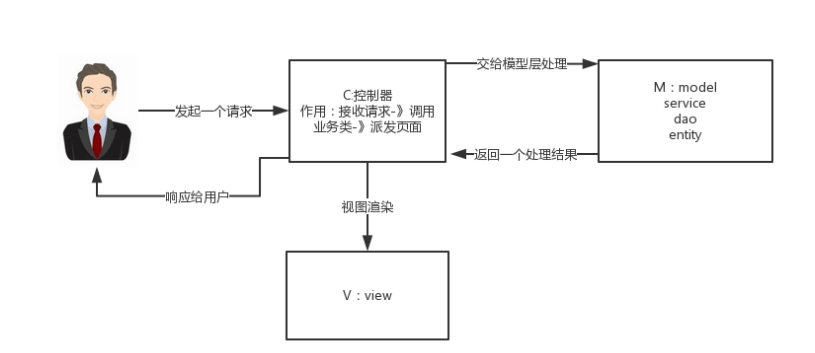 发起一个请求
C:控制器
作用：接收请求-》调用
业务类-》派发页面
交给模型层处理
M：model
service
dao
entity
返回一个处理结果
响应给用户
视图渲染
V：view